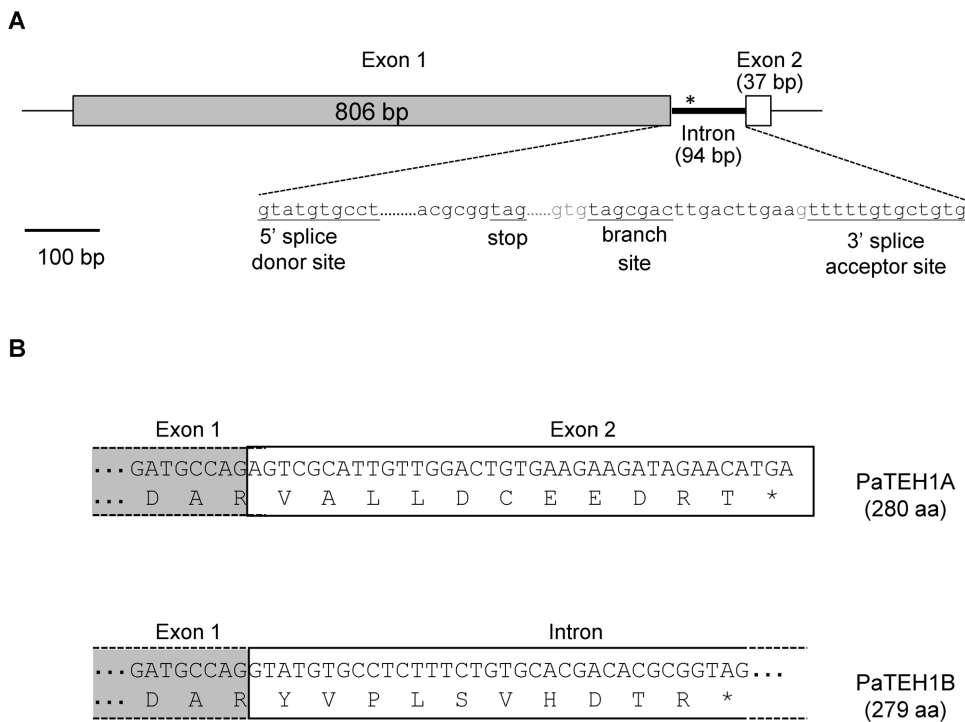 A
Exon 1
Exon 2
(37 bp)
806 bp
*
Intron
(94 bp)
gtatgtgcct.........acgcggtag......gtgtagcgacttgacttgaagtttttgtgctgtg
5’ splice
donor site
stop
branch
site
3’ splice
acceptor site
100 bp
B
Exon 1
Exon 2
...GATGCCAGAGTCGCATTGTTGGACTGTGAAGAAGATAGAACATGA
... D A R V A L L D C E E D R T *
PaTEH1A
(280 aa)
Exon 1
Intron
...GATGCCAGGTATGTGCCTCTTTCTGTGCACGACACGCGGTAG...
... D A R Y V P L S V H D T R *
PaTEH1B
(279 aa)